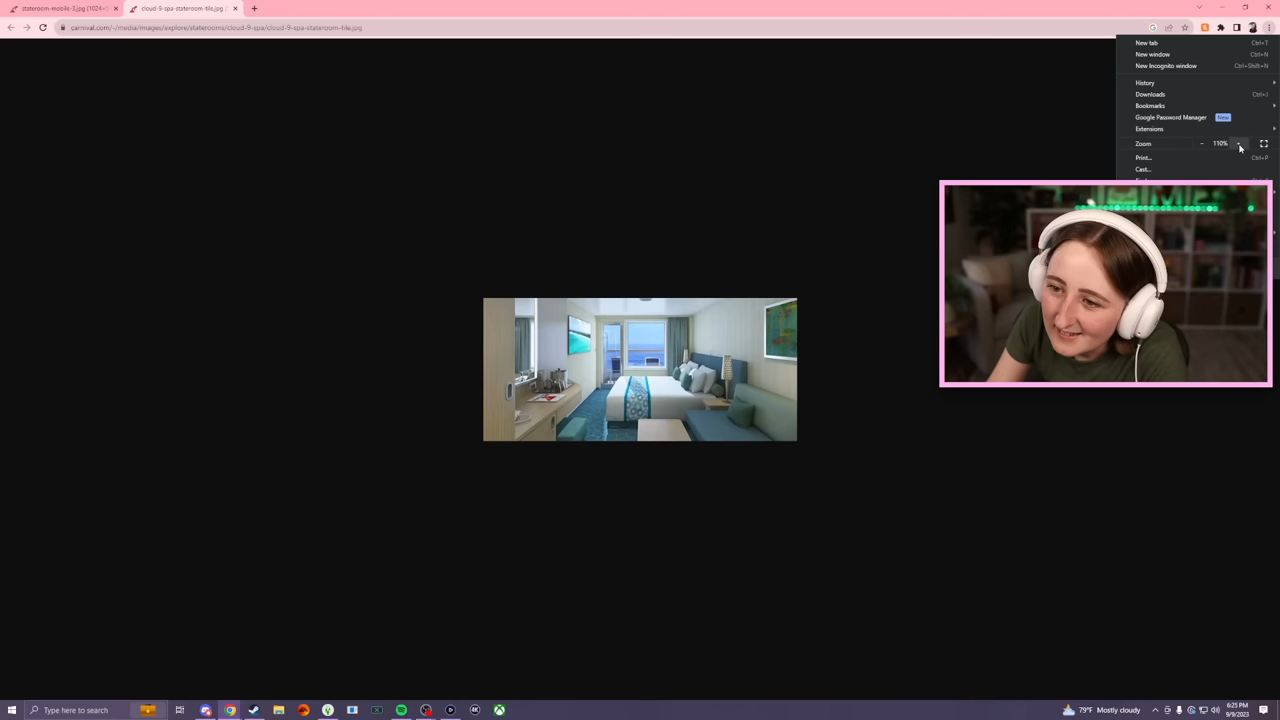 stateroom-mobile-3.jpg (1024×
cloud-9-spa-stateroom-tile.jpg (
carnival.com/-/media/images/explore/staterooms/cloud-9-spa/cloud-9-spa-stateroom-tile.jpg
New tab Ctrl+T
New window Ctrl+N
New Incognito window Ctrl+Shift+N
History
Downloads Ctrl+J
Bookmarks
Google Password Manager New
Extensions
Zoom - 110%
Print... Ctrl+P
Cast...
Type here to search
79°F Mostly cloudy
6:25 PM
9/9/2023